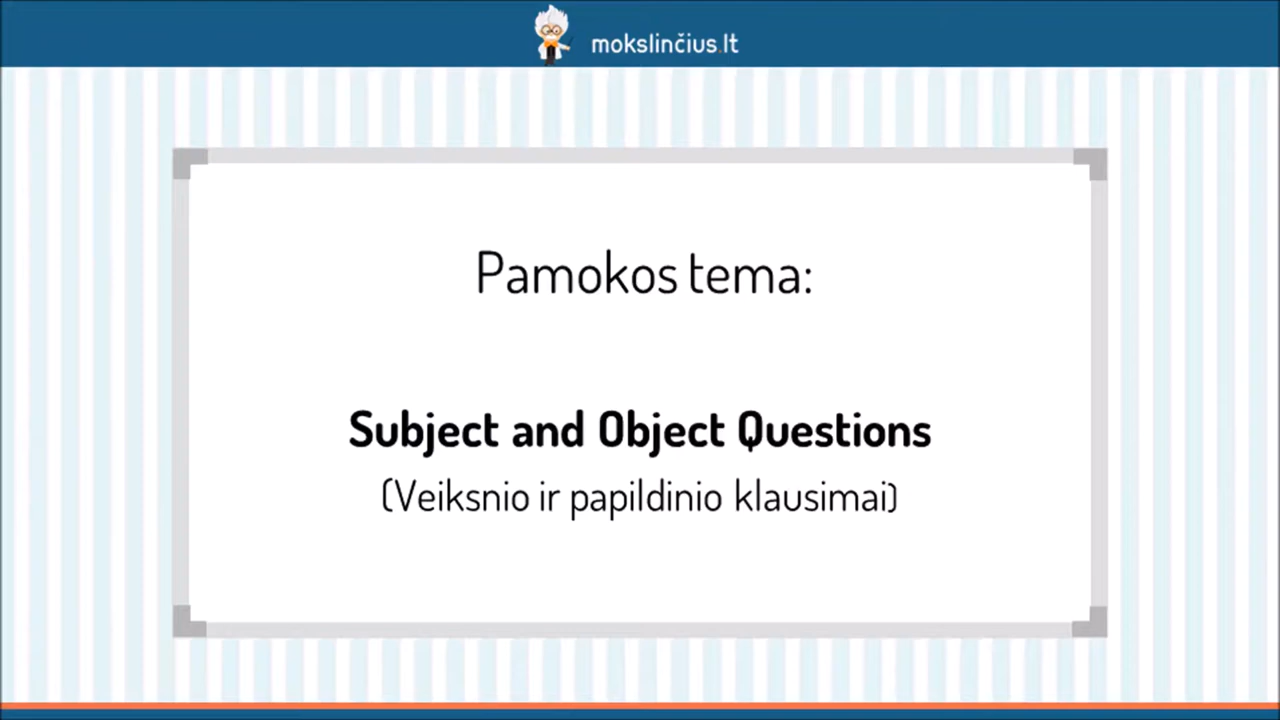 mokslinčius.lt
Pamokos tema:
Subject and Object Questions
(Veiksnio ir papildinio klausimai)